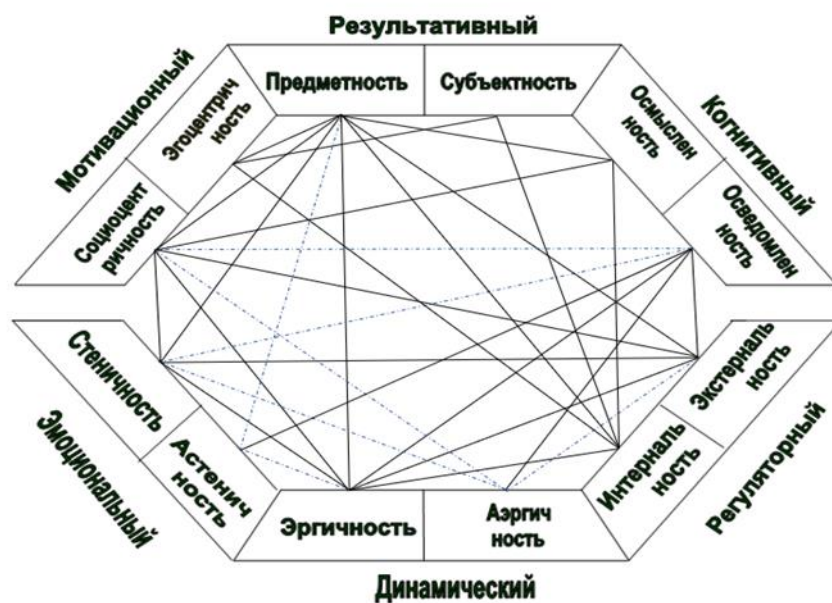 Результативный
Предметность
Субъектность
Мотивационный
Эгоцентрич
ность
Социоцент
ричность
Осмыслен
ность
Когнитивный
Осведомлен
ность
Стеничность
Эмоциональный
Астенич
ность
Эргичность
Аэргич
ность
Динамический
Интерналь
ность
Экстерналь
ность
Регуляторный